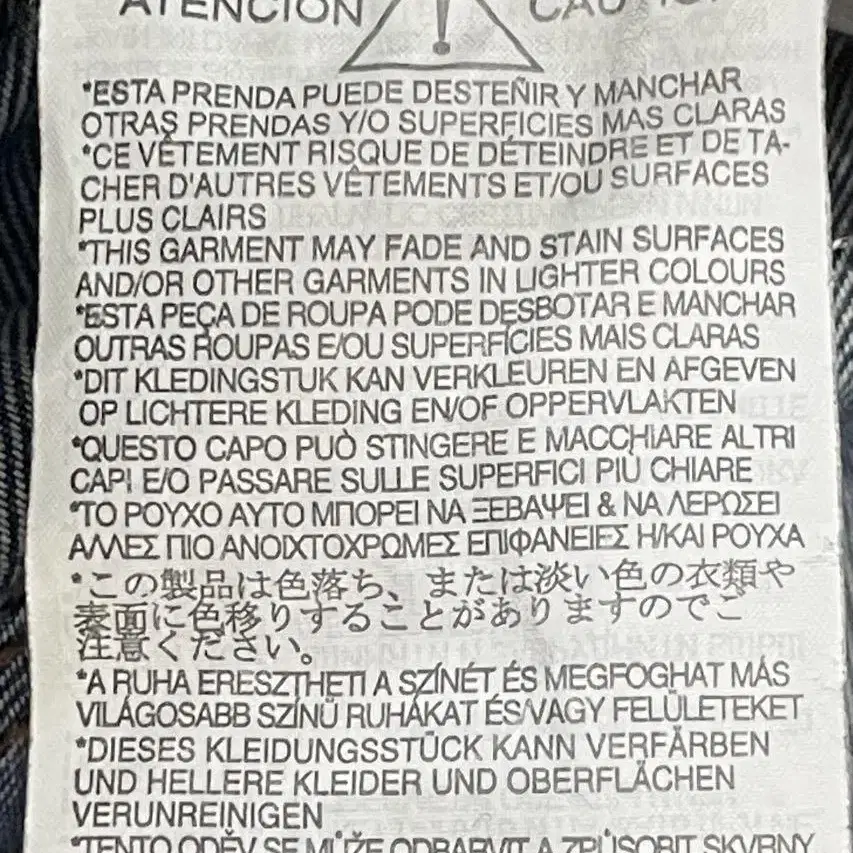 ATENCIÓN CAUTION
*ESTA PRENDA PUEDE DESTEÑIR Y MANCHAR
OTRAS PRENDAS Y/O SUPERFICIES MAS CLARAS
*CE VÊTEMENT RISQUE DE DÉTEINDRE ET DE TA-
CHER D'AUTRES VÊTEMENTS ET/OU SURFACES
PLUS CLAIRS
*THIS GARMENT MAY FADE AND STAIN SURFACES
AND/OR OTHER GARMENTS IN LIGHTER COLOURS
*ESTA PEÇA DE ROUPA PODE DESBOTAR E MANCHAR
OUTRAS ROUPAS E/OU SUPERFÍCIES MAIS CLARAS
*DIT KLEDINGSTUK KAN VERKLEUREN EN AFGEVEN
OP LICHTERE KLEDING EN/OF OPPERVLAKTEN
*QUESTO CAPO PUÒ STINGERE E MACCHIARE ALTRI
CAPI E/O PASSARE SULLE SUPERFICI PIÙ CHIARE
*ΤΟ ΡΟΥΧΟ ΑΥΤΟ ΜΠΟΡΕΙ ΝΑ ΞΕΒΑΨΕΙ & ΝΑ ΛΕΡΩΣΕΙ
ΑΛΛΕΣ ΠΙΟ ΑΝΟΙΧΤΟΧΡΩΜΕΣ ΕΠΙΦΑΝΕΙΕΣ Η/ΚΑΙ ΡΟΥΧΑ
*この製品は色落ち、または淡い色の衣類や
表面に色移りすることがありますのでご
注意ください。
*A RUHA ERESZTHETI A SZÍNÉT ÉS MEGFOGHAT MÁS
VILÁGOSABB SZÍNŰ RUHÁKAT ÉS/VAGY FELÜLETEKET
*DIESES KLEIDUNGSSTÜCK KANN VERFÄRBEN
UND HELLERE KLEIDER UND OBERFLÄCHEN
VERUNREINIGEN
*TENTO ODĚV SE MŮŽE ODBARVIT A ZPŮSOBIT SKVRNY